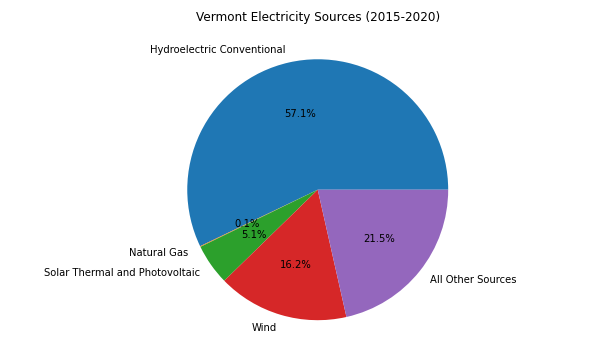 Vermont Electricity Sources (2015-2020)
Hydroelectric Conventional
57.1%
0.1%
5.1%
21.5%
Natural Gas
16.2%
Solar Thermal and Photovoltaic
All Other Sources
Wind